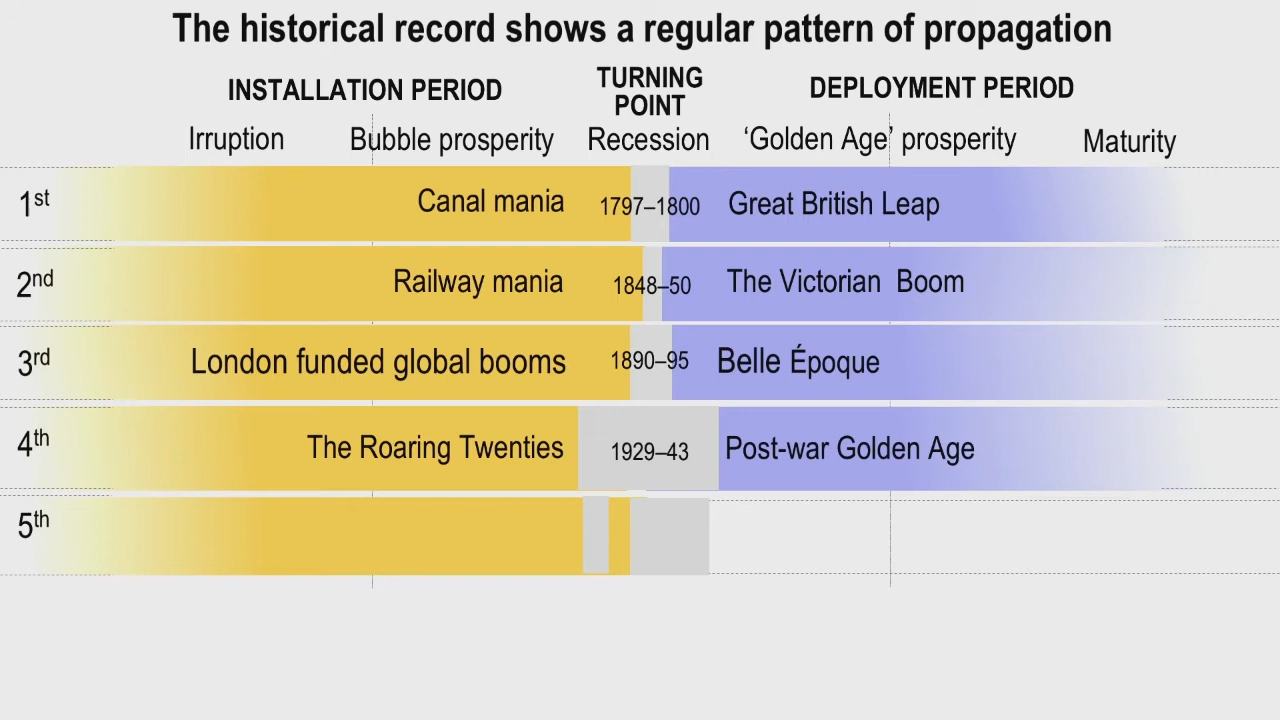 The historical record shows a regular pattern of propagation
INSTALLATION PERIOD
TURNING
POINT
DEPLOYMENT PERIOD
Irruption
Bubble prosperity
Recession
‘Golden Age’ prosperity
Maturity
1st
Canal mania
1797–1800
Great British Leap
2nd
Railway mania
1848–50
The Victorian Boom
3rd
London funded global booms
1890–95
Belle Époque
4th
The Roaring Twenties
1929–43
Post-war Golden Age
5th